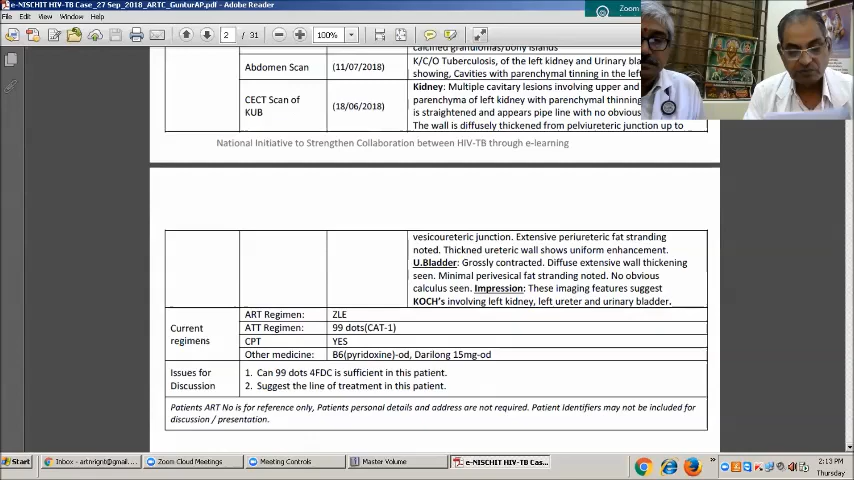 e-NISCHIT HIV-TB Case_27 Sep_2018_ARTC_GunturAP.pdf - Adobe Reader
Zoom
File Edit View Window Help
2 / 31 100%
calcified granulomas/bony islands
Abdomen Scan (11/07/2018) K/C/O Tuberculosis, of the left kidney and Urinary
showing, Cavities with parenchymal tinning in the left
CECT Scan of KUB (18/06/2018) Kidney: Multiple cavitary lesions involving upper and
parenchyma of left kidney with parenchymal thinning
is straightened and appears pipe line with no obvious
The wall is diffusely thickened from pelviureteric junction up to
National Initiative to Strengthen Collaboration between HIV-TB through e-learning
vesicoureteric junction. Extensive periureteric fat stranding
noted. Thickned ureteric wall shows uniform enhancement.
U.Bladder: Grossly contracted. Diffuse extensive wall thickening
seen. Minimal perivesical fat stranding noted. No obvious
calculus seen. Impression: These imaging features suggest
KOCH's involving left kidney, left ureter and urinary bladder.
Current regimens
ART Regimen: ZLE
ATT Regimen: 99 dots(CAT-1)
CPT YES
Other medicine: B6(pyridoxine)-od, Darilong 15mg-od
Issues for Discussion
1. Can 99 dots 4FDC is sufficient in this patient.
2. Suggest the line of treatment in this patient.
Patients ART No is for reference only, Patients personal details and address are not required. Patient Identifiers may not be included for
discussion / presentation.
Start Inbox - artnrignt@gmail.... Zoom Cloud Meetings Meeting Controls Master Volume e-NISCHIT HIV-TB Cas... 2:13 PM
Thursday